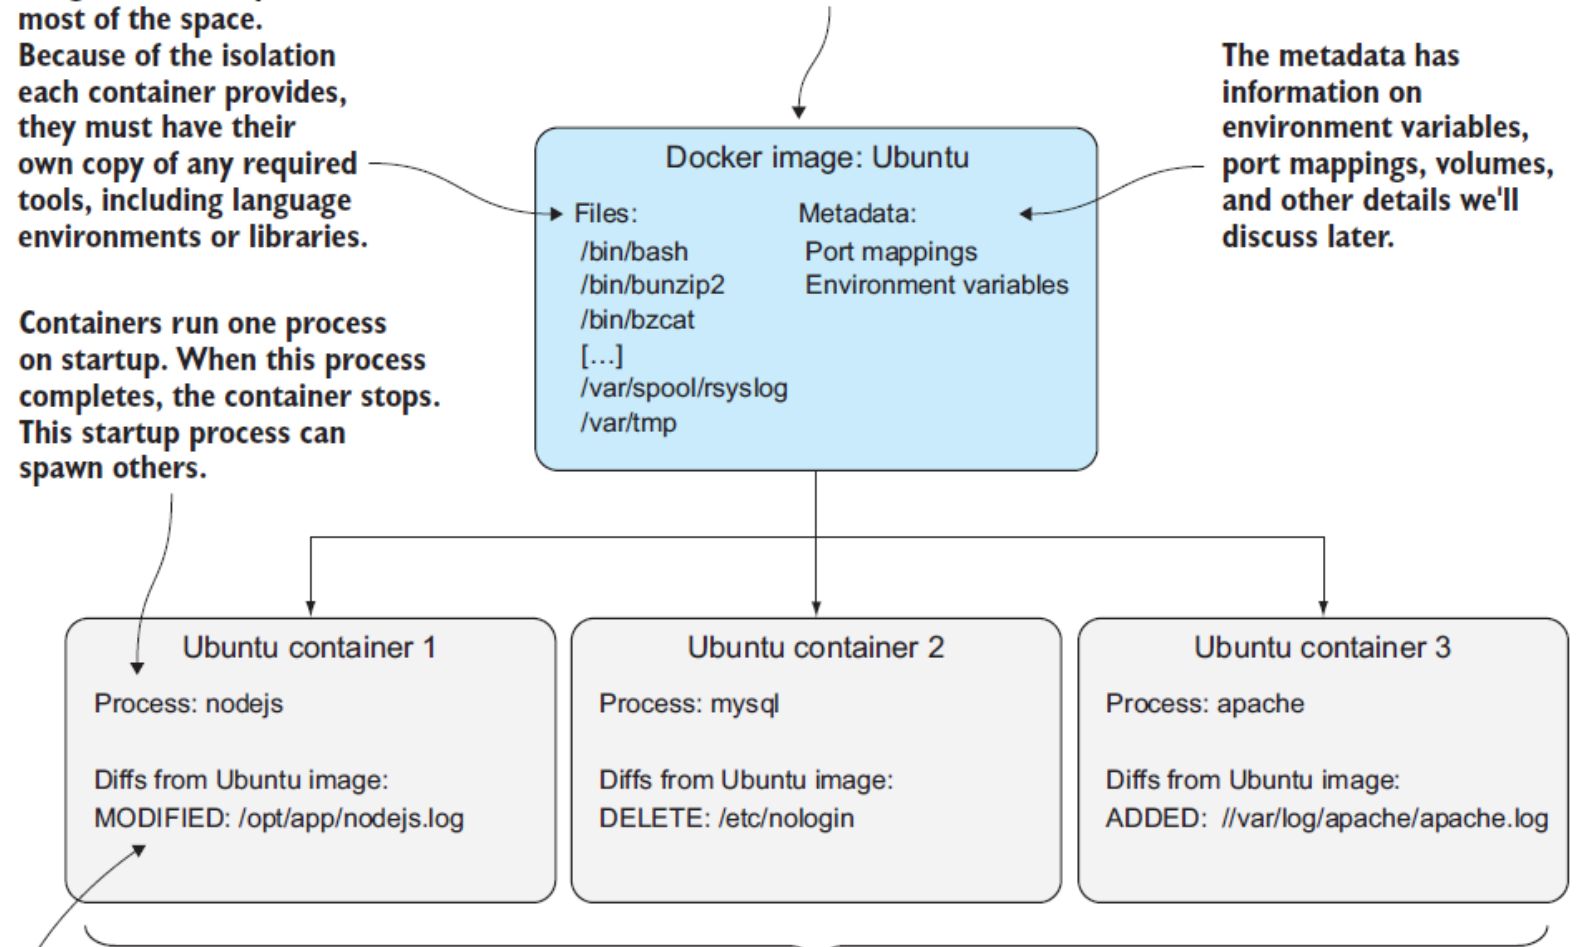 most of the space.
Because of the isolation
each container provides,
they must have their
own copy of any required
tools, including language
environments or libraries.
The metadata has
information on
environment variables,
port mappings, volumes,
and other details we'll
discuss later.
Docker image: Ubuntu
Files:
/bin/bash
/bin/bunzip2
/bin/bzcat
[...]
/var/spool/rsyslog
/var/tmp
Metadata:
Port mappings
Environment variables
Containers run one process
on startup. When this process
completes, the container stops.
This startup process can
spawn others.
Ubuntu container 1
Process: nodejs
Diffs from Ubuntu image:
MODIFIED: /opt/app/nodejs.log
Ubuntu container 2
Process: mysql
Diffs from Ubuntu image:
DELETE: /etc/nologin
Ubuntu container 3
Process: apache
Diffs from Ubuntu image:
ADDED: //var/log/apache/apache.log